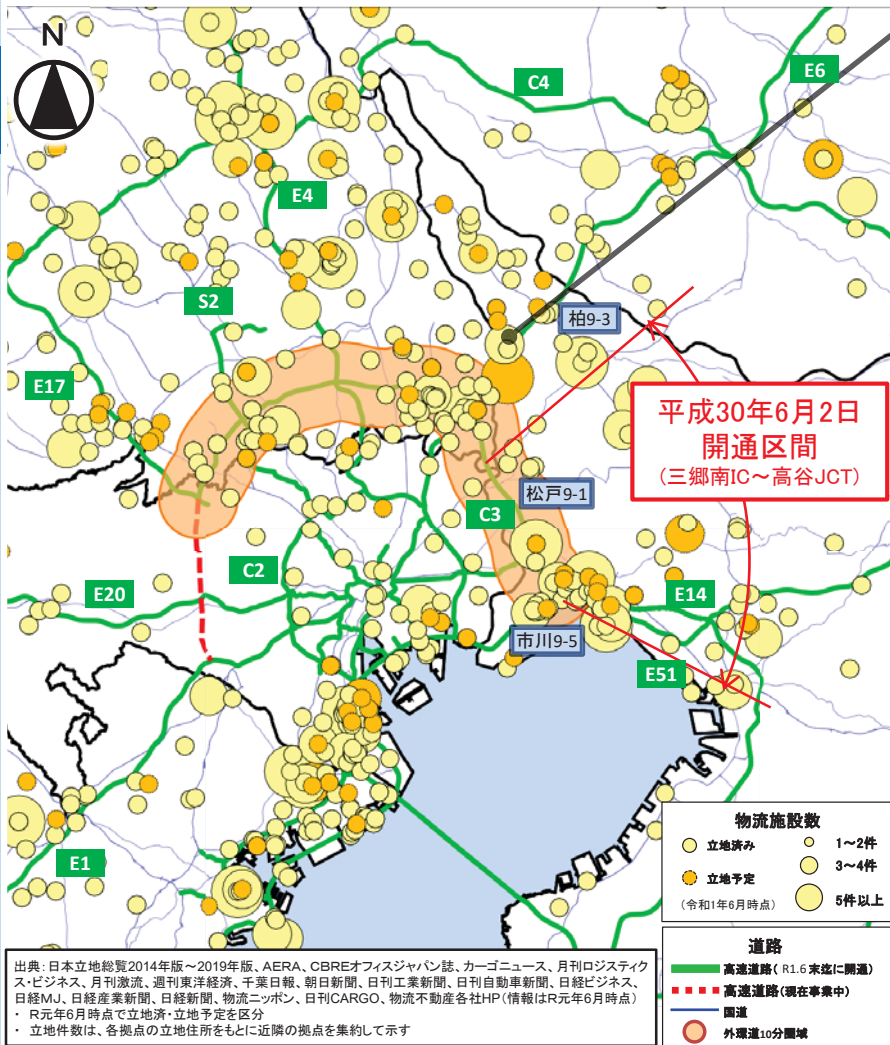 N
C4
E6
E4
S2
柏9-3
E17
平成30年6月2日
開通区間
(三郷南IC～高谷JCT)
松戸9-1
C3
C2
E20
E14
市川9-5
E51
E1
物流施設数
立地済み
1～2件
3～4件
立地予定
(令和1年6月時点)
5件以上
道路
高速道路( R1.6 末迄に開通)
高速道路(現在事業中)
国道
外環道10分圏域
出典：日本立地総覧2014年版～2019年版、AERA、CBREオフィスジャパン誌、カーゴニュース、月刊ロジスティク
ス・ビジネス、月刊激流、週刊東洋経済、千葉日報、朝日新聞、日刊工業新聞、日刊自動車新聞、日経ビジネス、
日経MJ、日経産業新聞、日経新聞、物流ニッポン、日刊CARGO、物流不動産各社HP(情報はR元年6月時点)
・ R元年6月時点で立地済・立地予定を区分
・ 立地件数は、各拠点の立地住所をもとに近隣の拠点を集約して示す